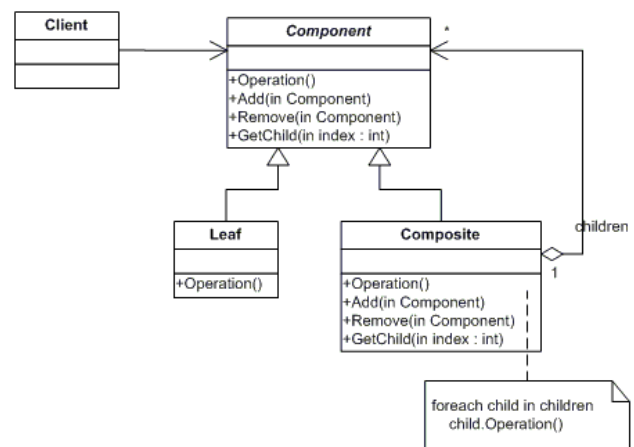 Client
Component
*
+Operation()
+Add(in Component)
+Remove(in Component)
+GetChild(in index : int)
Leaf
+Operation()
Composite
children
1
+Operation()
+Add(in Component)
+Remove(in Component)
+GetChild(in index : int)
foreach child in children
child.Operation()